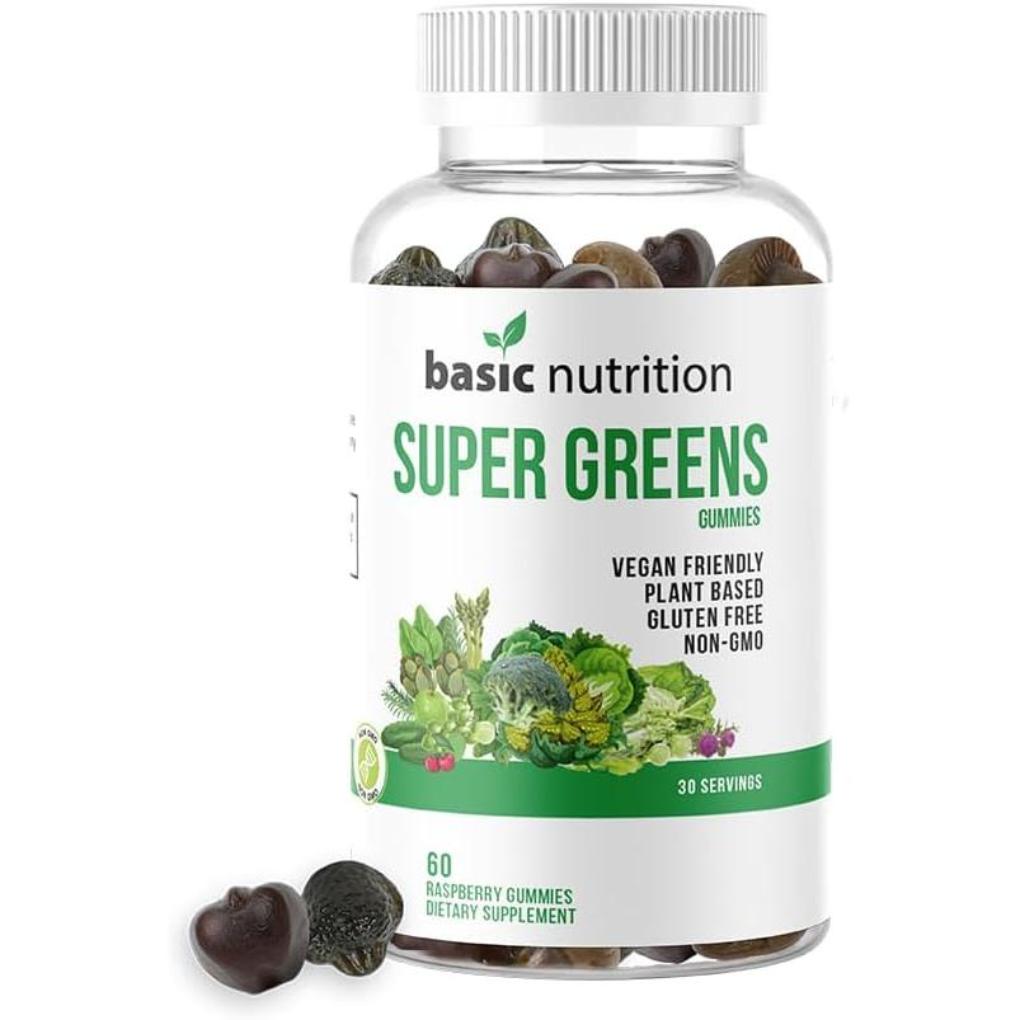 basic nutrition
SUPER GREENS
GUMMIES
VEGAN FRIENDLY
PLANT BASED
GLUTEN FREE
NON-GMO
30 SERVINGS
60
RASPBERRY GUMMIES
DIETARY SUPPLEMENT